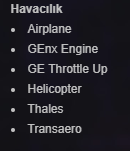 Havacılık
• Airplane
• GEnx Engine
• GE Throttle Up
• Helicopter
• Thales
• Transaero